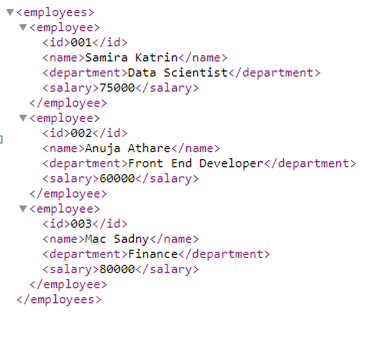 <employees>
<employee>
<id>001</id>
<name>Samira Katrin</name>
<department>Data Scientist</department>
<salary>75000</salary>
</employee>
<employee>
<id>002</id>
<name>Anuja Athare</name>
<department>Front End Developer</department>
<salary>60000</salary>
</employee>
<employee>
<id>003</id>
<name>Mac Sadny</name>
<department>Finance</department>
<salary>80000</salary>
</employee>
</employees>